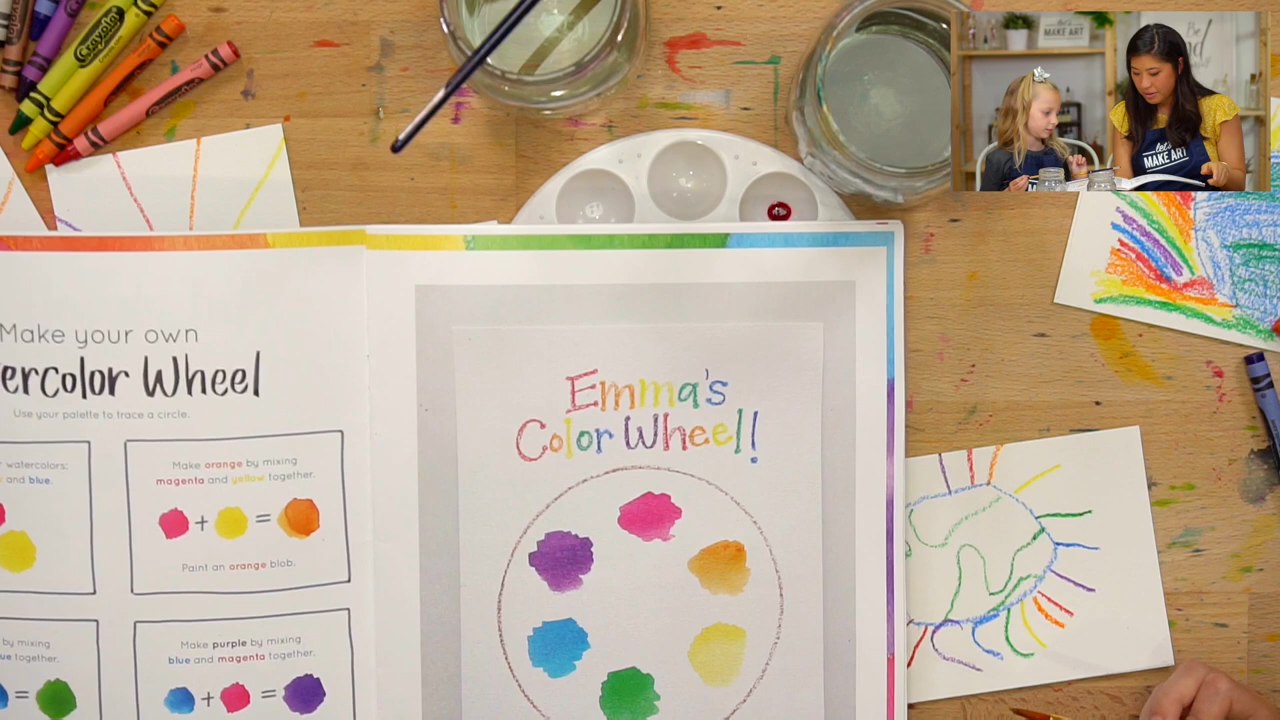 Crayola
let's
MAKE ART
Make your own
ercolor Wheel
Use your palette to trace a circle.
r watercolors:
and blue.
Make orange by mixing
magenta and yellow together.
+ =
Paint an orange blob.
by mixing
ue together.
=
Make purple by mixing
blue and magenta together.
+ =
Emma's
Color Wheel!